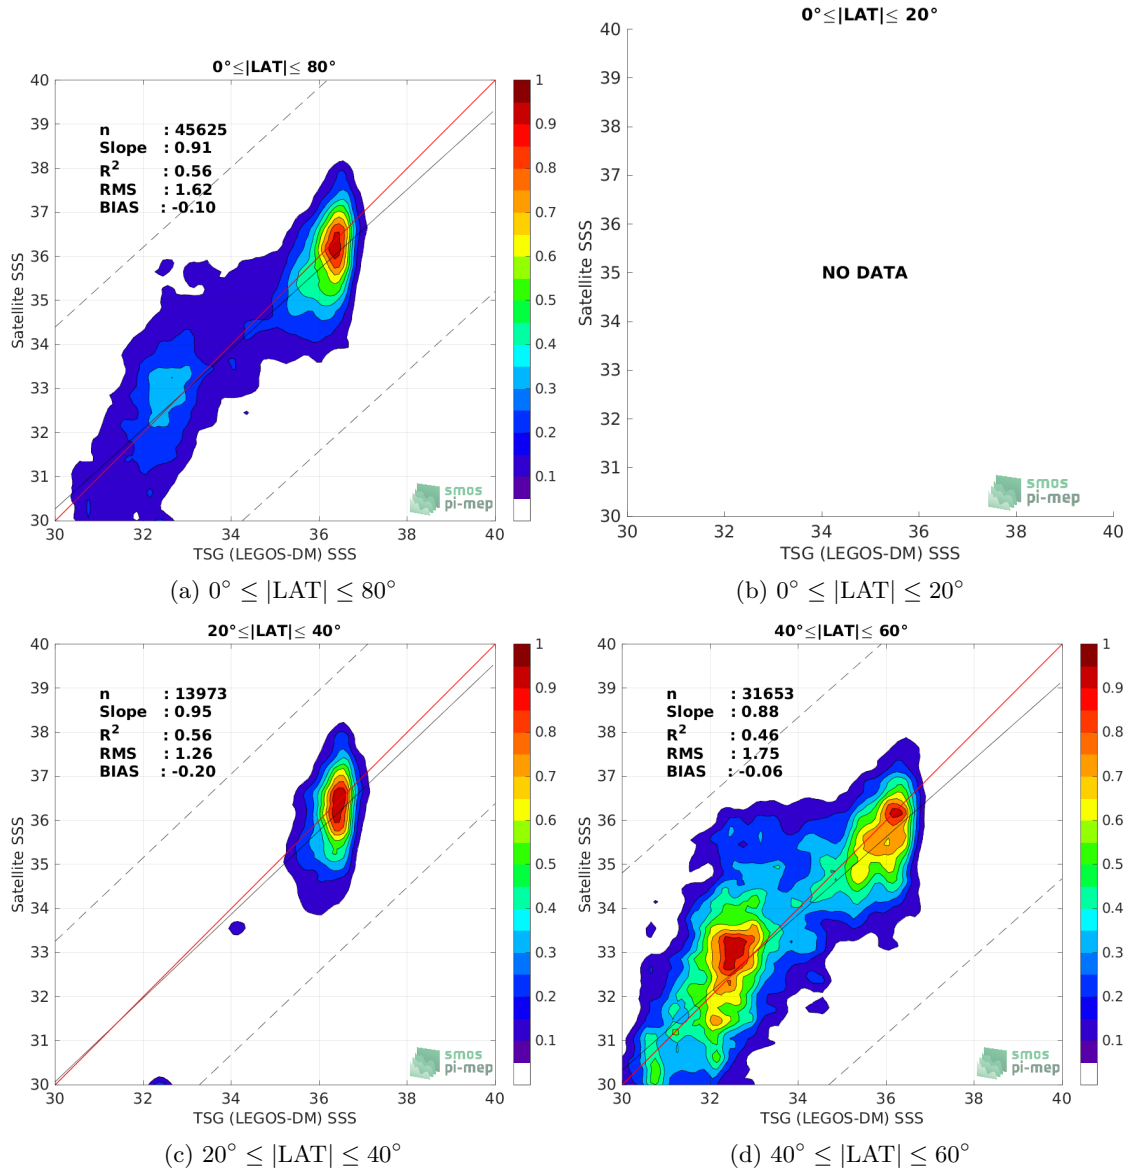 0°≤|LAT|≤ 80°
n : 45625
Slope : 0.91
R2 : 0.56
RMS : 1.62
BIAS : -0.10
40
39
38
37
36
35
34
33
32
31
30
Satellite SSS
30 32 34 36 38 40
TSG (LEGOS-DM) SSS
1
0.9
0.8
0.7
0.6
0.5
0.4
0.3
0.2
0.1
smos
pi-mep
(a) 0° ≤ |LAT| ≤ 80°
0°≤|LAT|≤ 20°
40
39
38
37
36
35
34
33
32
31
30
Satellite SSS
NO DATA
smos
pi-mep
30 32 34 36 38 40
TSG (LEGOS-DM) SSS
(b) 0° ≤ |LAT| ≤ 20°
20°≤|LAT|≤ 40°
n : 13973
Slope : 0.95
R2 : 0.56
RMS : 1.26
BIAS : -0.20
40
39
38
37
36
35
34
33
32
31
30
Satellite SSS
30 32 34 36 38 40
TSG (LEGOS-DM) SSS
1
0.9
0.8
0.7
0.6
0.5
0.4
0.3
0.2
0.1
smos
pi-mep
(c) 20° ≤ |LAT| ≤ 40°
40°≤|LAT|≤ 60°
n : 31653
Slope : 0.88
R2 : 0.46
RMS : 1.75
BIAS : -0.06
40
39
38
37
36
35
34
33
32
31
30
Satellite SSS
30 32 34 36 38 40
TSG (LEGOS-DM) SSS
1
0.9
0.8
0.7
0.6
0.5
0.4
0.3
0.2
0.1
smos
pi-mep
(d) 40° ≤ |LAT| ≤ 60°